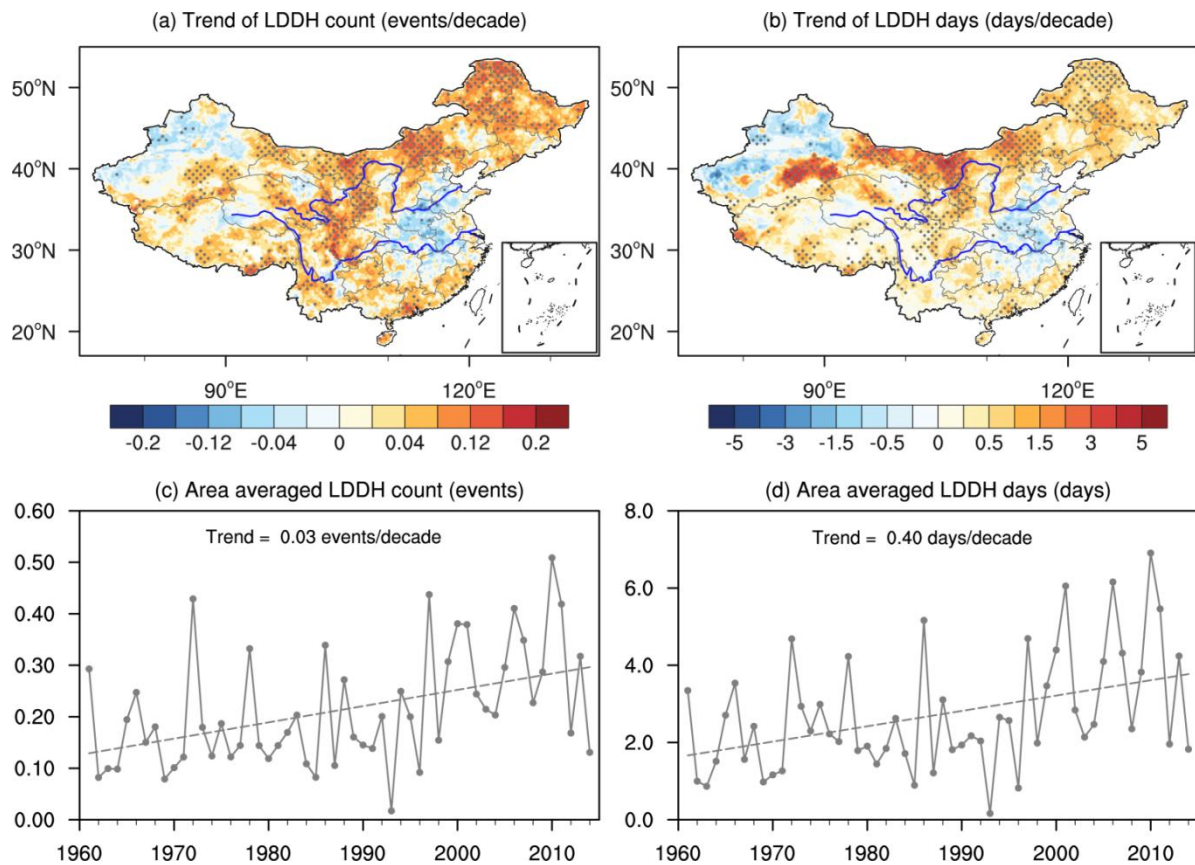 (a) Trend of LDDH count (events/decade)
(b) Trend of LDDH days (days/decade)
50°N
40°N
30°N
20°N
90°E 120°E
-0.2 -0.12 -0.04 0 0.04 0.12 0.2
50°N
40°N
30°N
20°N
90°E 120°E
-5 -3 -1.5 -0.5 0 0.5 1.5 3 5
(c) Area averaged LDDH count (events)
Trend = 0.03 events/decade
0.60
0.50
0.40
0.30
0.20
0.10
0.00
1960 1970 1980 1990 2000 2010
(d) Area averaged LDDH days (days)
Trend = 0.40 days/decade
8.0
6.0
4.0
2.0
0.0
1960 1970 1980 1990 2000 2010